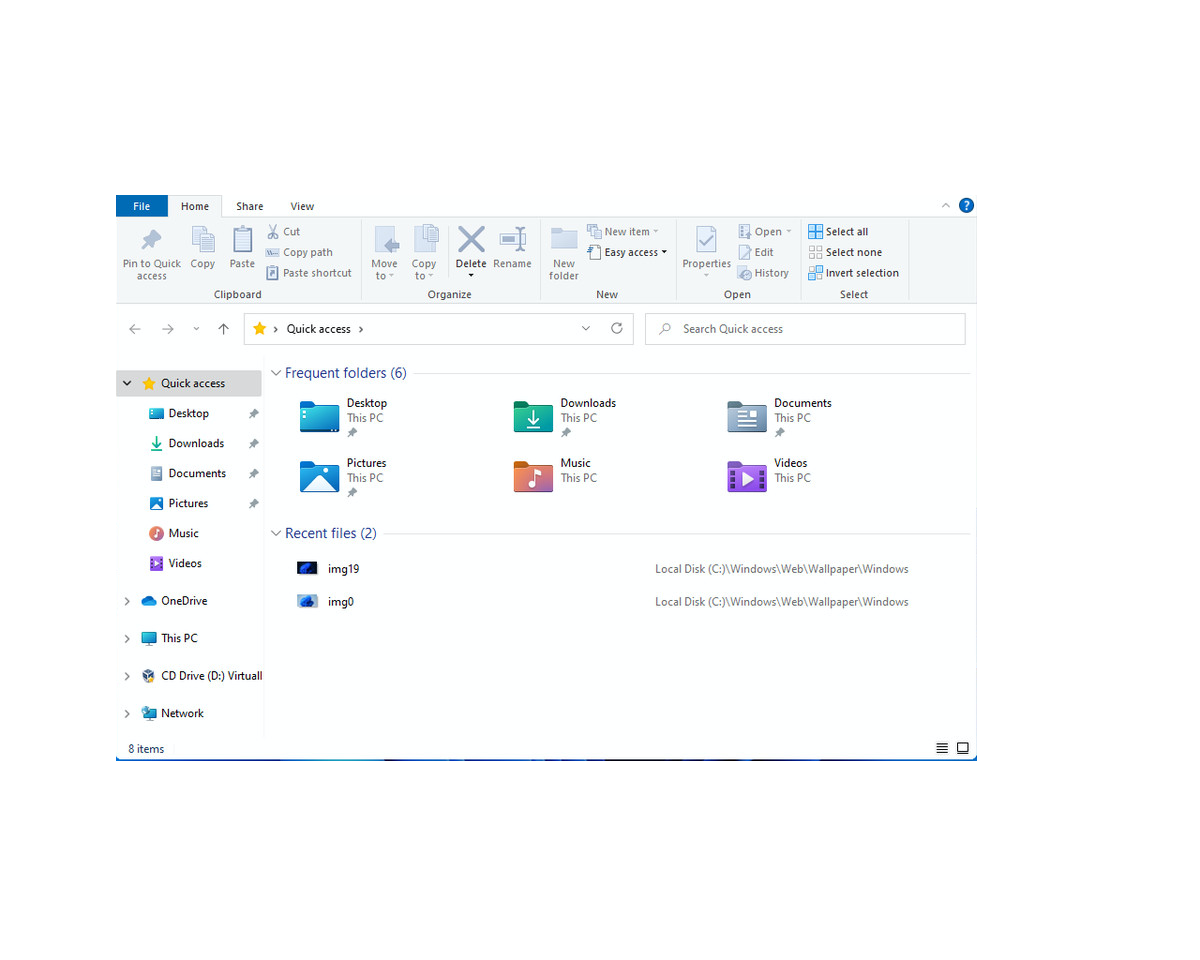 File Home Share View
Pin to Quick access
Copy
Paste
Cut
Copy path
Paste shortcut
Clipboard
Move to
Copy to
Delete
Rename
Organize
New folder
New item
Easy access
New
Properties
Open
Edit
History
Open
Select all
Select none
Invert selection
Select
Quick access
Search Quick access
Quick access
Desktop
Downloads
Documents
Pictures
Music
Videos
OneDrive
This PC
CD Drive (D:) Virtuall
Network
Frequent folders (6)
Desktop
This PC
Downloads
This PC
Documents
This PC
Pictures
This PC
Music
This PC
Videos
This PC
Recent files (2)
img19 Local Disk (C:)\Windows\Web\Wallpaper\Windows
img0 Local Disk (C:)\Windows\Web\Wallpaper\Windows
8 items